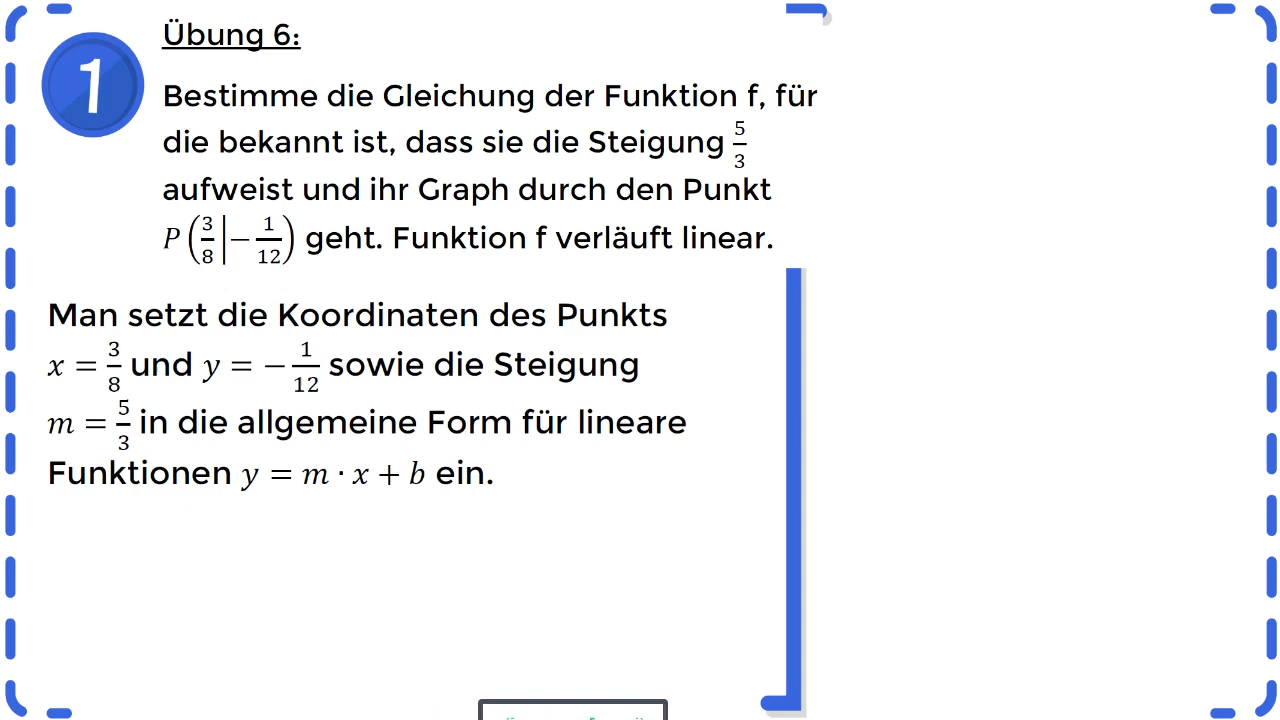 1
Übung 6:
Bestimme die Gleichung der Funktion f, für
die bekannt ist, dass sie die Steigung 5/3
aufweist und ihr Graph durch den Punkt
P(3/8|−1/12) geht. Funktion f verläuft linear.
Man setzt die Koordinaten des Punkts
x = 3/8 und y = −1/12 sowie die Steigung
m = 5/3 in die allgemeine Form für lineare
Funktionen y = m · x + b ein.